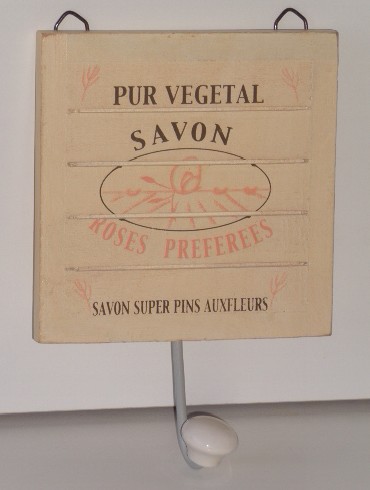 PUR VEGETAL
SAVON
ROSES PREFEREES
SAVON SUPER PINS AUXFLEURS